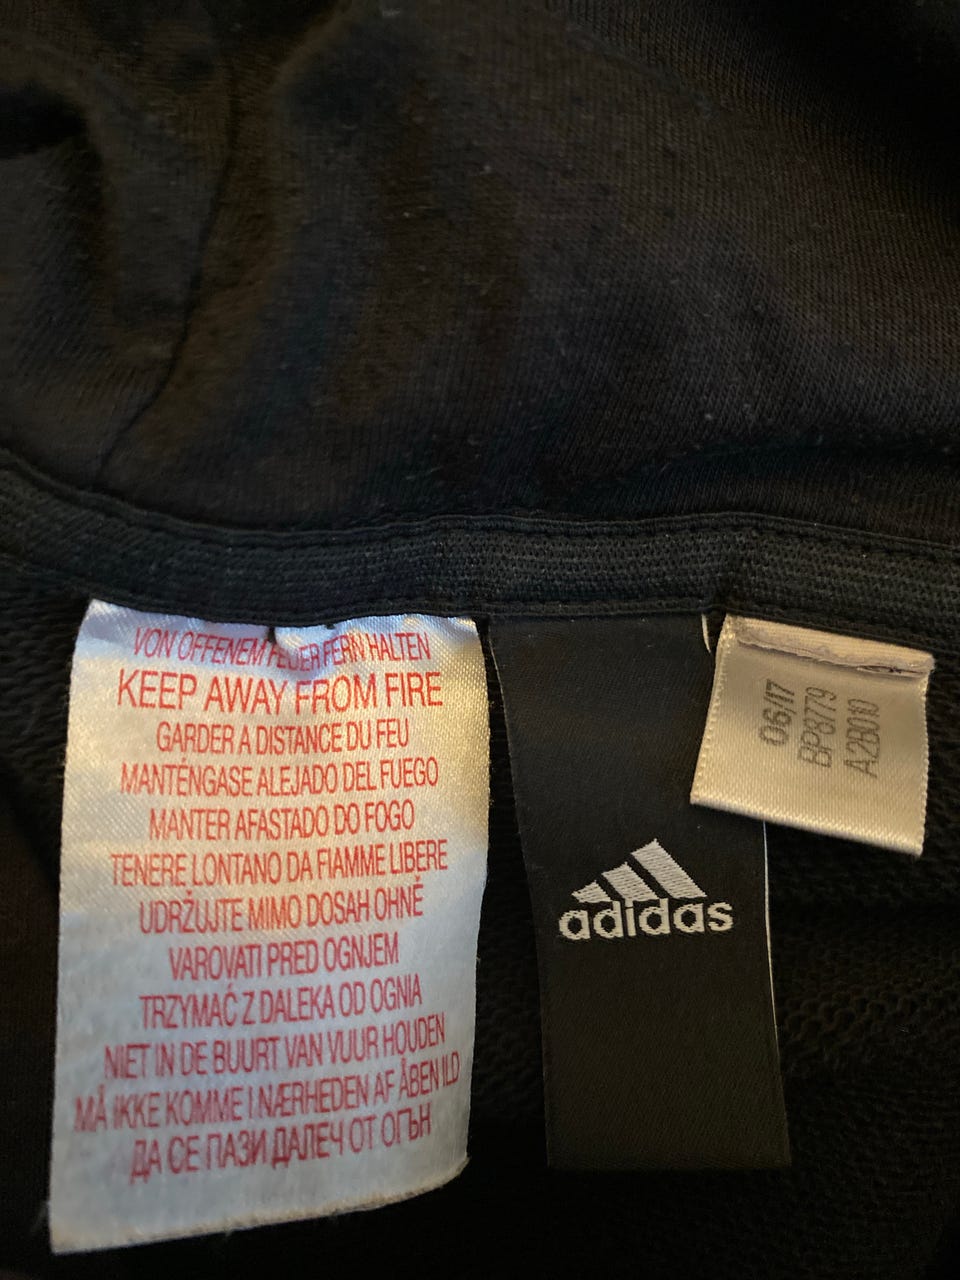 VON OFFENEM FEUER FERN HALTEN
KEEP AWAY FROM FIRE
GARDER A DISTANCE DU FEU
MANTÉNGASE ALEJADO DEL FUEGO
MANTER AFASTADO DO FOGO
TENERE LONTANO DA FIAMME LIBERE
UDRŽUJTE MIMO DOSAH OHNĚ
VAROVATI PRED OGNJEM
TRZYMAĆ Z DALEKA OD OGNIA
NIET IN DE BUURT VAN VUUR HOUDEN
MÅ IKKE KOMME I NÆRHEDEN AF ÅBEN ILD
ДА СЕ ПАЗИ ДАЛЕЧ ОТ ОГЪН
adidas
06/17
BP8779
A2B010